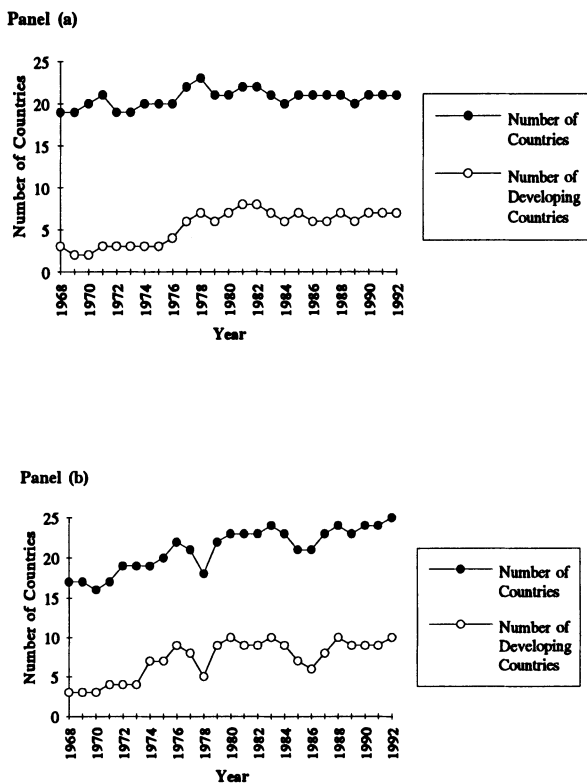 Panel (a)
25
20
15
10
5
0
Number of Countries
1968
1970
1972
1974
1976
1978
1980
1982
1984
1986
1988
1990
1992
Year
Number of
Countries
Number of
Developing
Countries
Panel (b)
25
20
15
10
5
0
Number of Countries
1968
1970
1972
1974
1976
1978
1980
1982
1984
1986
1988
1990
1992
Year
Number of
Countries
Number of
Developing
Countries